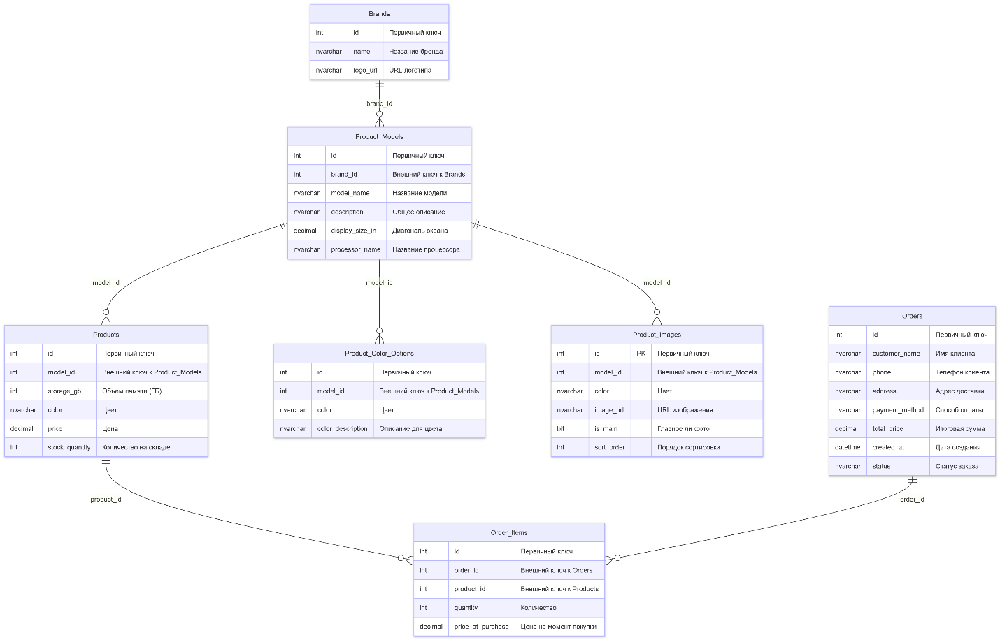 Brands
int id Первичный ключ
nvarchar name Название бренда
nvarchar logo_url URL логотипа
brand_id
Product_Models
int id Первичный ключ
int brand_id Внешний ключ к Brands
nvarchar model_name Название модели
nvarchar description Общее описание
decimal display_size_in Диагональ экрана
nvarchar processor_name Название процессора
model_id
model_id
model_id
Products
int id Первичный ключ
int model_id Внешний ключ к Product_Models
int storage_gb Объем памяти (ГБ)
nvarchar color Цвет
decimal price Цена
int stock_quantity Количество на складе
Product_Color_Options
int id Первичный ключ
int model_id Внешний ключ к Product_Models
nvarchar color Цвет
nvarchar color_description Описание для цвета
Product_Images
int id PK Первичный ключ
int model_id Внешний ключ к Product_Models
nvarchar color Цвет
nvarchar image_url URL изображения
bit is_main Главное ли фото
int sort_order Порядок сортировки
Orders
int id Первичный ключ
nvarchar customer_name Имя клиента
nvarchar phone Телефон клиента
nvarchar address Адрес доставки
nvarchar payment_method Способ оплаты
decimal total_price Итоговая сумма
datetime created_at Дата создания
nvarchar status Статус заказа
product_id
order_id
Order_Items
int id Первичный ключ
int order_id Внешний ключ к Orders
int product_id Внешний ключ к Products
int quantity Количество
decimal price_at_purchase Цена на момент покупки